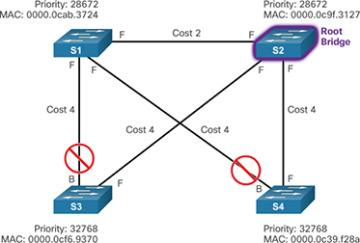 Priority: 28672
MAC: 0000.0cab.3724
Priority: 28672
MAC: 0000.0c9f.3127
Root
Bridge
S1
F
Cost 2
F
S2
F
F
F
F
Cost 4
Cost 4
Cost 4
Cost 4
B
F
B
F
S3
S4
Priority: 32768
MAC: 0000.0cf6.9370
Priority: 32768
MAC: 0000.0c39.f28a